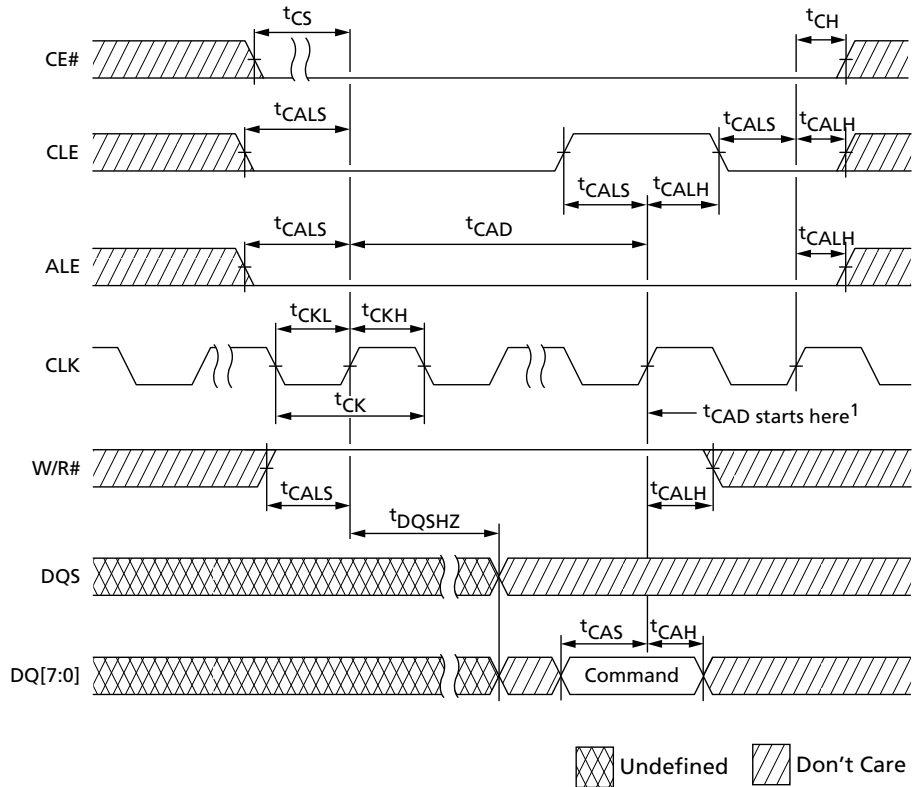 tCS
tCH
CE#
tCALS
tCALS
tCALH
CLE
tCALS
tCALH
tCALS
tCAD
tCALH
ALE
tCKL
tCKH
CLK
tCK
tCAD starts here1
W/R#
tCALS
tCALH
tDQSHZ
DQS
tCAS
tCAH
DQ[7:0]
Command
Undefined
Don't Care